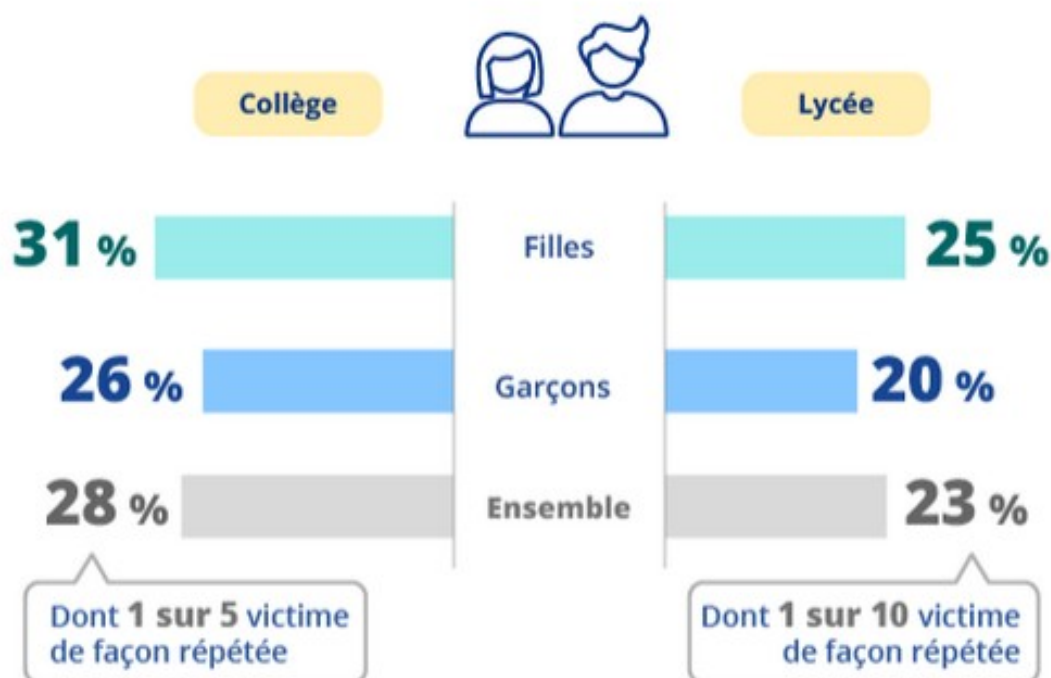 Collège
Lycée
31 %
Filles
25 %
26 %
Garçons
20 %
28 %
Ensemble
23 %
Dont 1 sur 5 victime
de façon répétée
Dont 1 sur 10 victime
de façon répétée